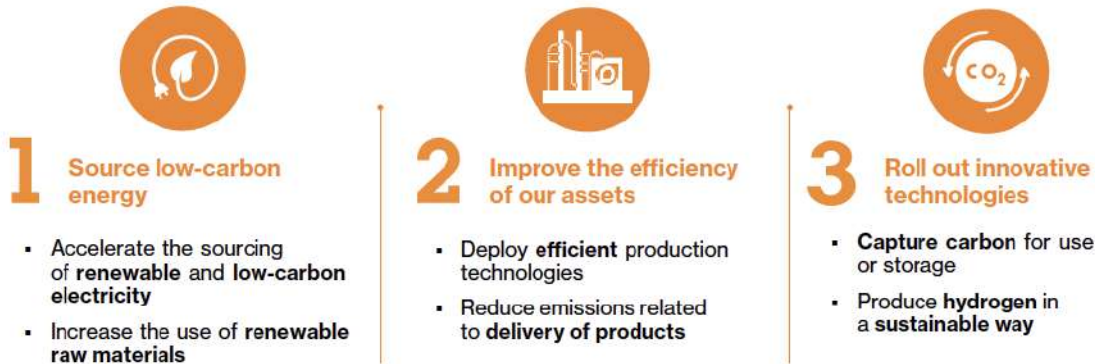 1 Source low-carbon
energy
▪ Accelerate the sourcing
of renewable and low-carbon
electricity
▪ Increase the use of renewable
raw materials
2 Improve the efficiency
of our assets
▪ Deploy efficient production
technologies
▪ Reduce emissions related
to delivery of products
CO₂
3 Roll out innovative
technologies
▪ Capture carbon for use
or storage
▪ Produce hydrogen in
a sustainable way